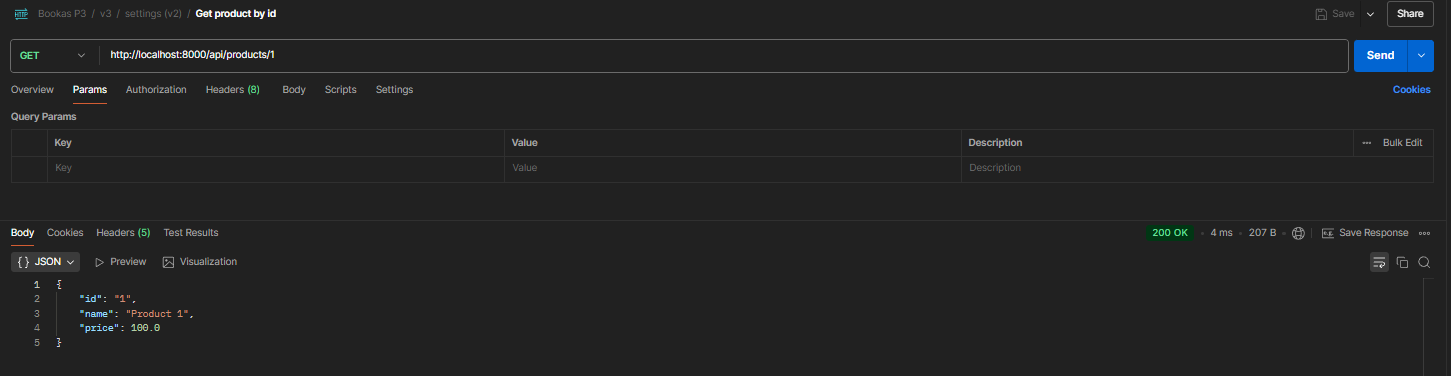 HTTP Bookas P3 / v3 / settings (v2) / Get product by id Save Share
GET http://localhost:8000/api/products/1 Send
Overview Params Authorization Headers (8) Body Scripts Settings Cookies
Query Params
Key Value Description ••• Bulk Edit
Key Value Description
Body Cookies Headers (5) Test Results 200 OK • 4 ms • 207 B • e.g. Save Response •••
{} JSON Preview Visualization
1 {
2 "id": "1",
3 "name": "Product 1",
4 "price": 100.0
5 }